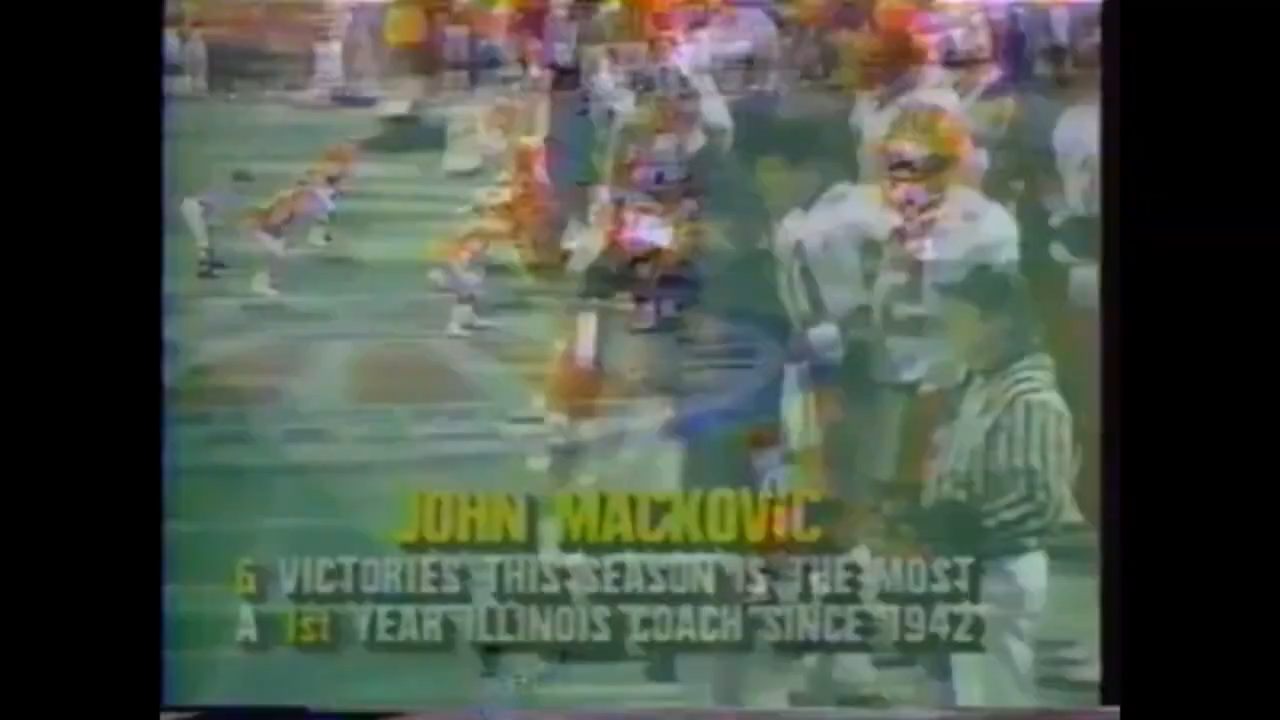 JOHN MACKOVIC
6 VICTORIES THIS SEASON IS THE MOST
A 1st YEAR ILLINOIS COACH SINCE 1942